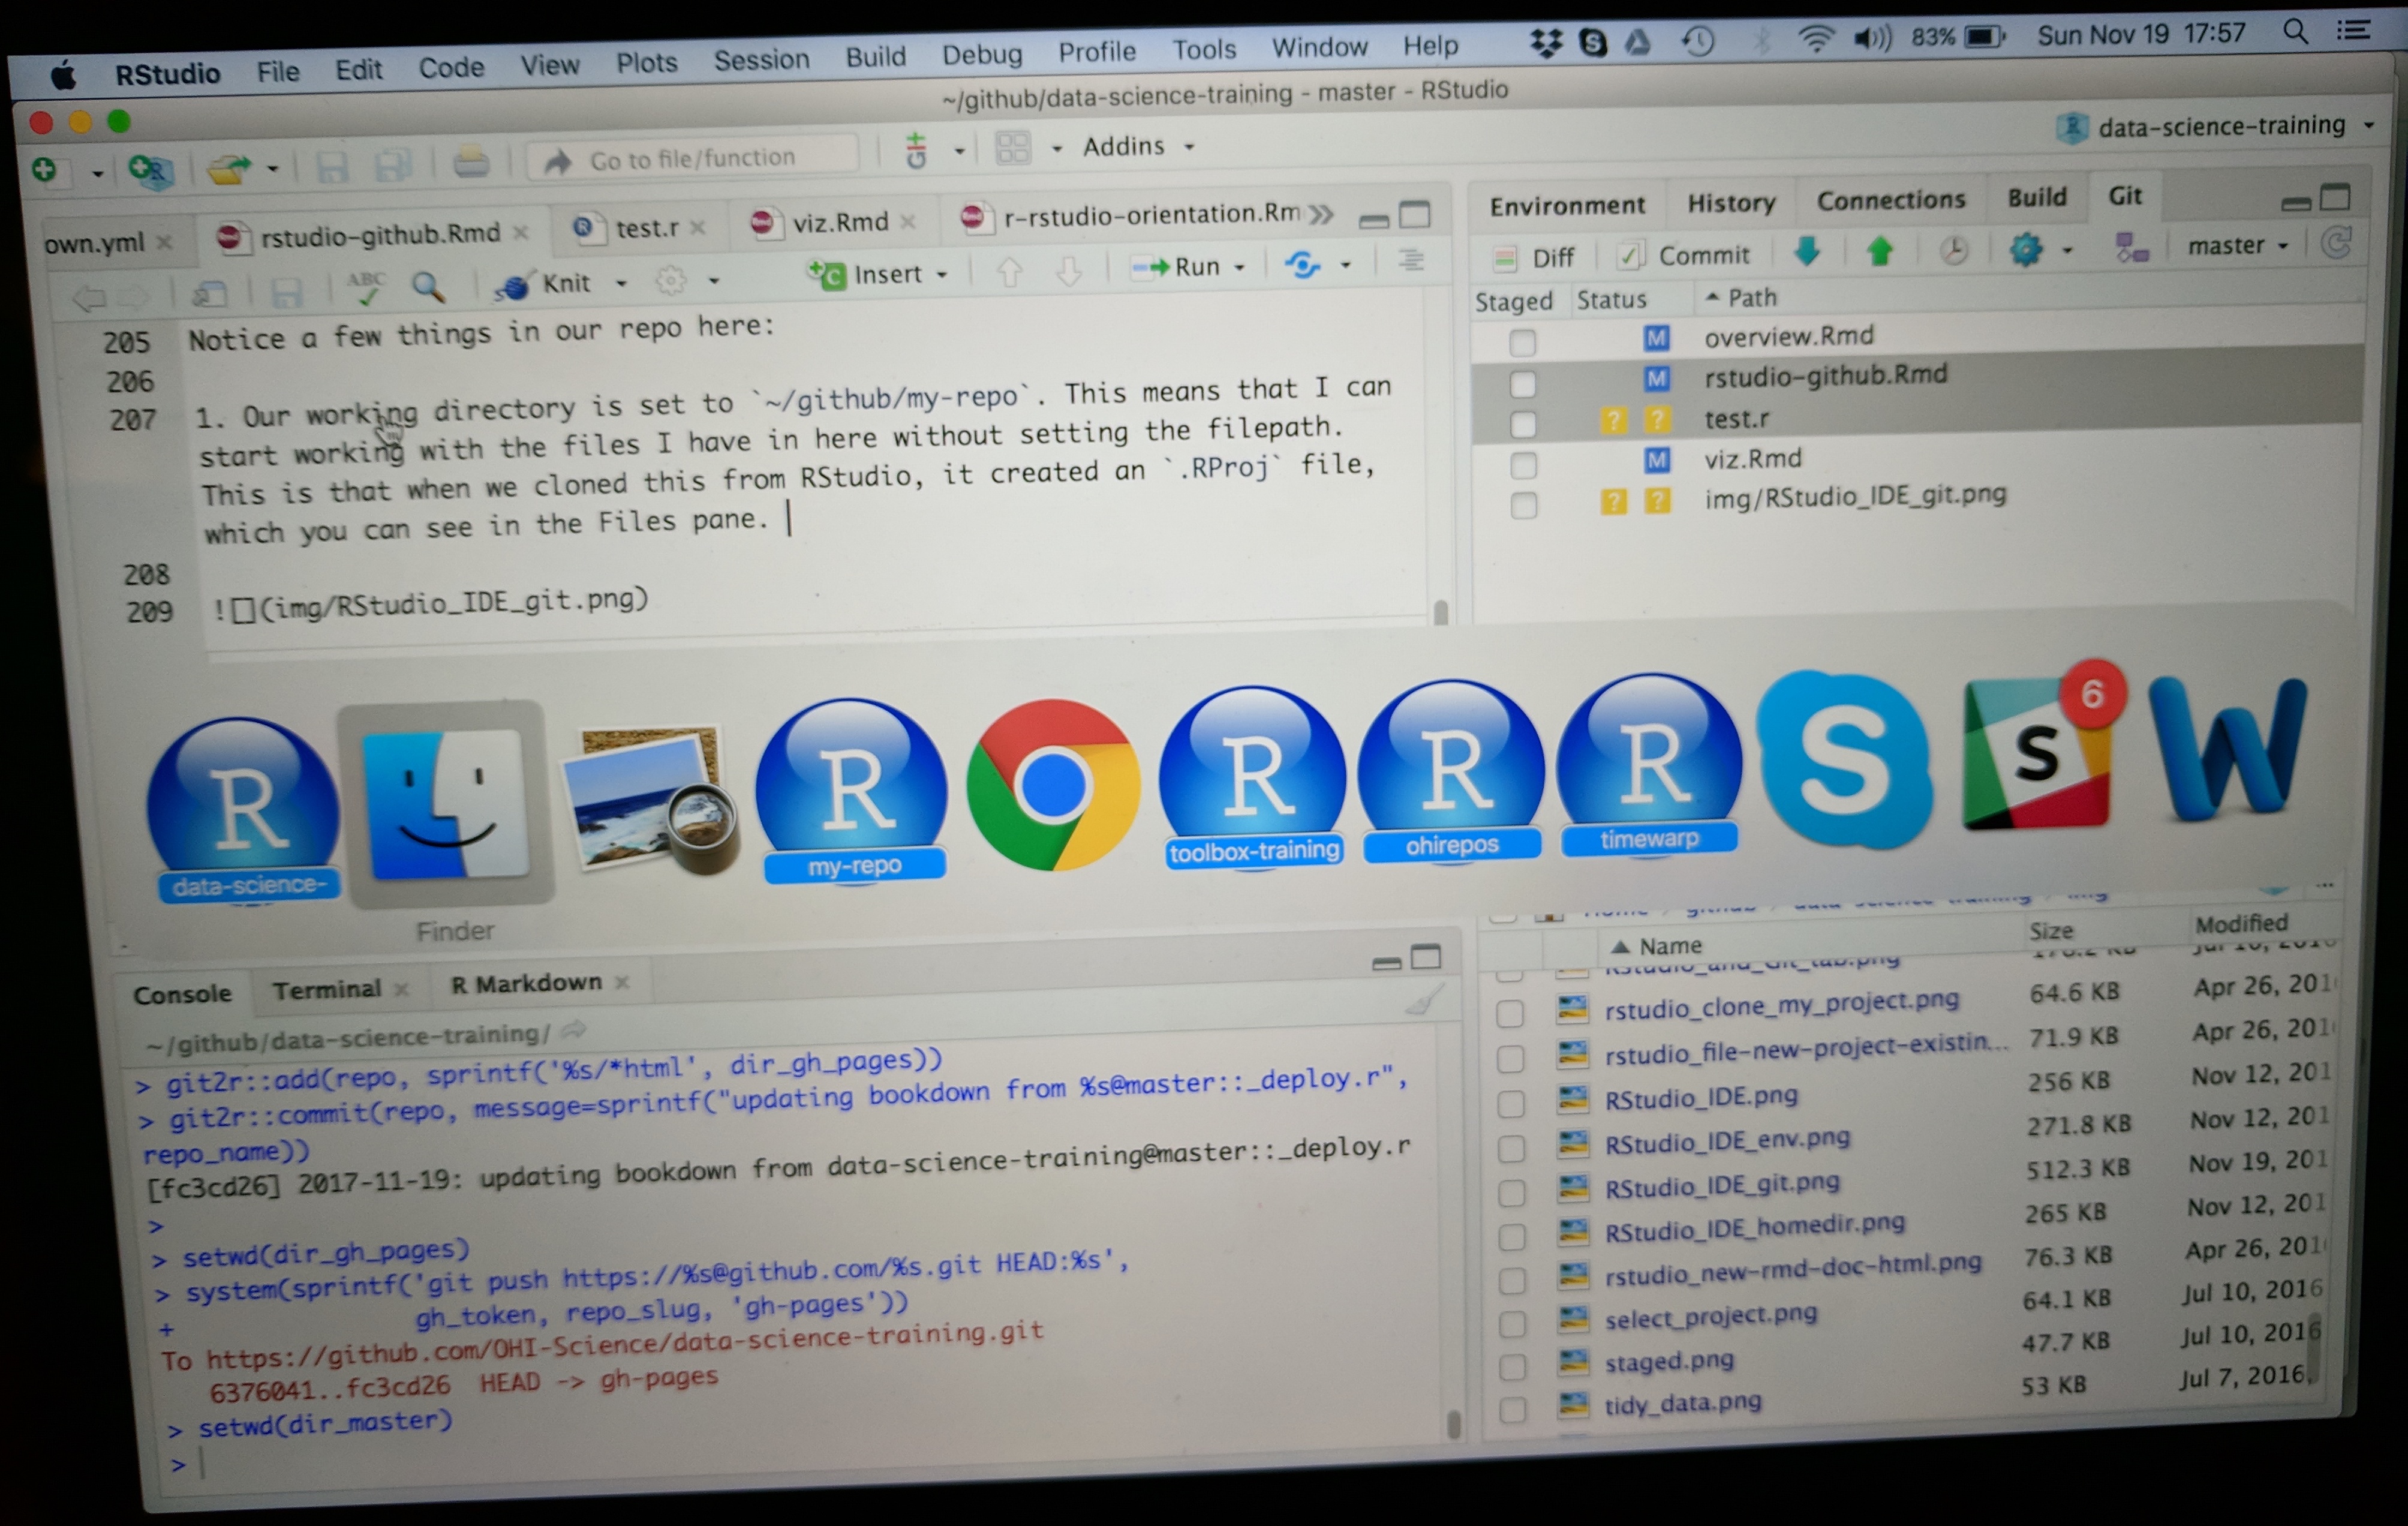 RStudio File Edit Code View Plots Session Build Debug Profile Tools Window Help 83% Sun Nov 19 17:57
~/github/data-science-training - master - RStudio
Go to file/function Addins data-science-training
own.yml rstudio-github.Rmd test.r viz.Rmd r-rstudio-orientation.Rm
ABC Knit Insert Run
205 Notice a few things in our repo here:
206
207 1. Our working directory is set to `~/github/my-repo`. This means that I can
start working with the files I have in here without setting the filepath.
This is that when we cloned this from RStudio, it created an `.RProj` file,
which you can see in the Files pane.
208
209 ![](img/RStudio_IDE_git.png)
Environment History Connections Build Git
Diff Commit master
Staged Status Path
M overview.Rmd
M rstudio-github.Rmd
? ? test.r
M viz.Rmd
? ? img/RStudio_IDE_git.png
R R R R R S S 6 W
data-science- my-repo toolbox-training ohirepos timewarp
Finder
Console Terminal R Markdown
~/github/data-science-training/
> git2r::add(repo, sprintf('%s/*html', dir_gh_pages))
> git2r::commit(repo, message=sprintf("updating bookdown from %s@master::_deploy.r",
repo_name))
[fc3cd26] 2017-11-19: updating bookdown from data-science-training@master::_deploy.r
>
> setwd(dir_gh_pages)
> system(sprintf('git push https://%s@github.com/%s.git HEAD:%s',
+ gh_token, repo_slug, 'gh-pages'))
To https://github.com/OHI-Science/data-science-training.git
6376041..fc3cd26 HEAD -> gh-pages
> setwd(dir_master)
>
Name Size Modified
rstudio_clone_my_project.png 64.6 KB Apr 26, 201
rstudio_file-new-project-existin... 71.9 KB Apr 26, 201
RStudio_IDE.png 256 KB Nov 12, 201
RStudio_IDE_env.png 271.8 KB Nov 12, 201
RStudio_IDE_git.png 512.3 KB Nov 19, 201
RStudio_IDE_homedir.png 265 KB Nov 12, 201
rstudio_new-rmd-doc-html.png 76.3 KB Apr 26, 201
select_project.png 64.1 KB Jul 10, 2016
staged.png 47.7 KB Jul 10, 2016
tidy_data.png 53 KB Jul 7, 2016,